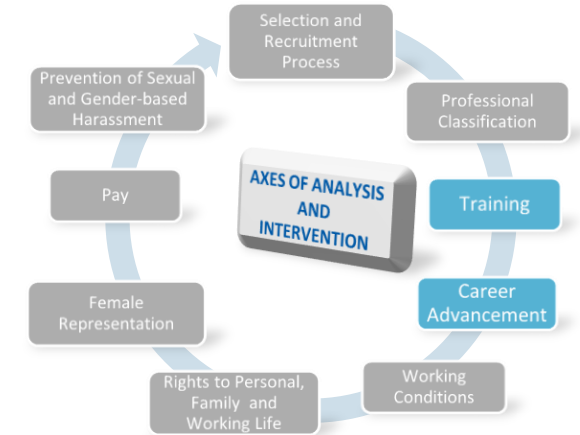 Selection and
Recruitment
Process
Professional
Classification
Training
Career
Advancement
Working
Conditions
Rights to Personal,
Family and
Working Life
Female
Representation
Pay
Prevention of Sexual
and Gender-based
Harassment
AXES OF ANALYSIS
AND
INTERVENTION